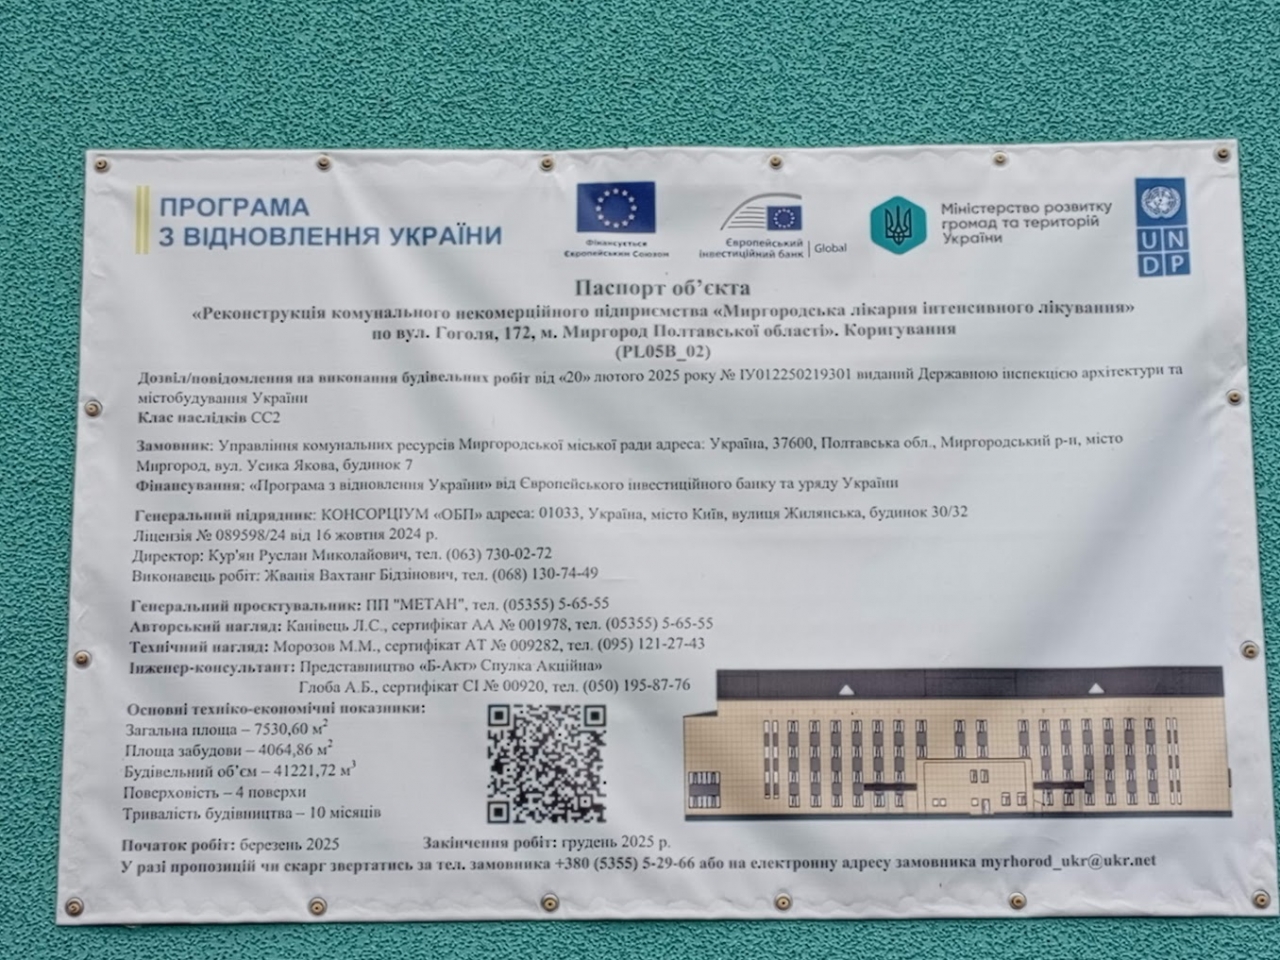 ПРОГРАМА
З ВІДНОВЛЕННЯ УКРАЇНИ
Фінансується
Європейським Союзом
Європейський
інвестиційний банк | Global
Міністерство розвитку
громад та територій
України
UN
DP
Паспорт об’єкта
«Реконструкція комунального некомерційного підприємства «Миргородська лікарня інтенсивного лікування»
по вул. Гоголя, 172, м. Миргород Полтавської області». Коригування
(PL05B_02)
Дозвіл/повідомлення на виконання будівельних робіт від «20» лютого 2025 року № ІУ012250219301 виданий Державною інспекцією архітектури та
містобудування України
Клас наслідків СС2
Замовник: Управління комунальних ресурсів Миргородської міської ради адреса: Україна, 37600, Полтавська обл., Миргородський р-н, місто
Миргород, вул. Усика Якова, будинок 7
Фінансування: «Програма з відновлення України» від Європейського інвестиційного банку та уряду України
Генеральний підрядник: КОНСОРЦІУМ «ОБП» адреса: 01033, Україна, місто Київ, вулиця Жилянська, будинок 30/32
Ліцензія № 089598/24 від 16 жовтня 2024 р.
Директор: Кур'ян Руслан Миколайович, тел. (063) 730-02-72
Виконавець робіт: Жванія Вахтанг Бідзінович, тел. (068) 130-74-49
Генеральний проєктувальник: ПП "МЕТАН", тел. (05355) 5-65-55
Авторський нагляд: Канівець Л.С., сертифікат АА № 001978, тел. (05355) 5-65-55
Технічний нагляд: Морозов М.М., сертифікат АТ № 009282, тел. (095) 121-27-43
Інженер-консультант: Представництво «Б-Акт» Спулка Акційна»
Глоба А.Б., сертифікат СІ № 00920, тел. (050) 195-87-76
Основні техніко-економічні показники:
Загальна площа – 7530,60 м²
Площа забудови – 4064,86 м²
Будівельний об’єм – 41221,72 м³
Поверховість – 4 поверхи
Тривалість будівництва – 10 місяців
Початок робіт: березень 2025 Закінчення робіт: грудень 2025 р.
У разі пропозицій чи скарг звертатись за тел. замовника +380 (5355) 5-29-66 або на електронну адресу замовника myrhorod_ukr@ukr.net